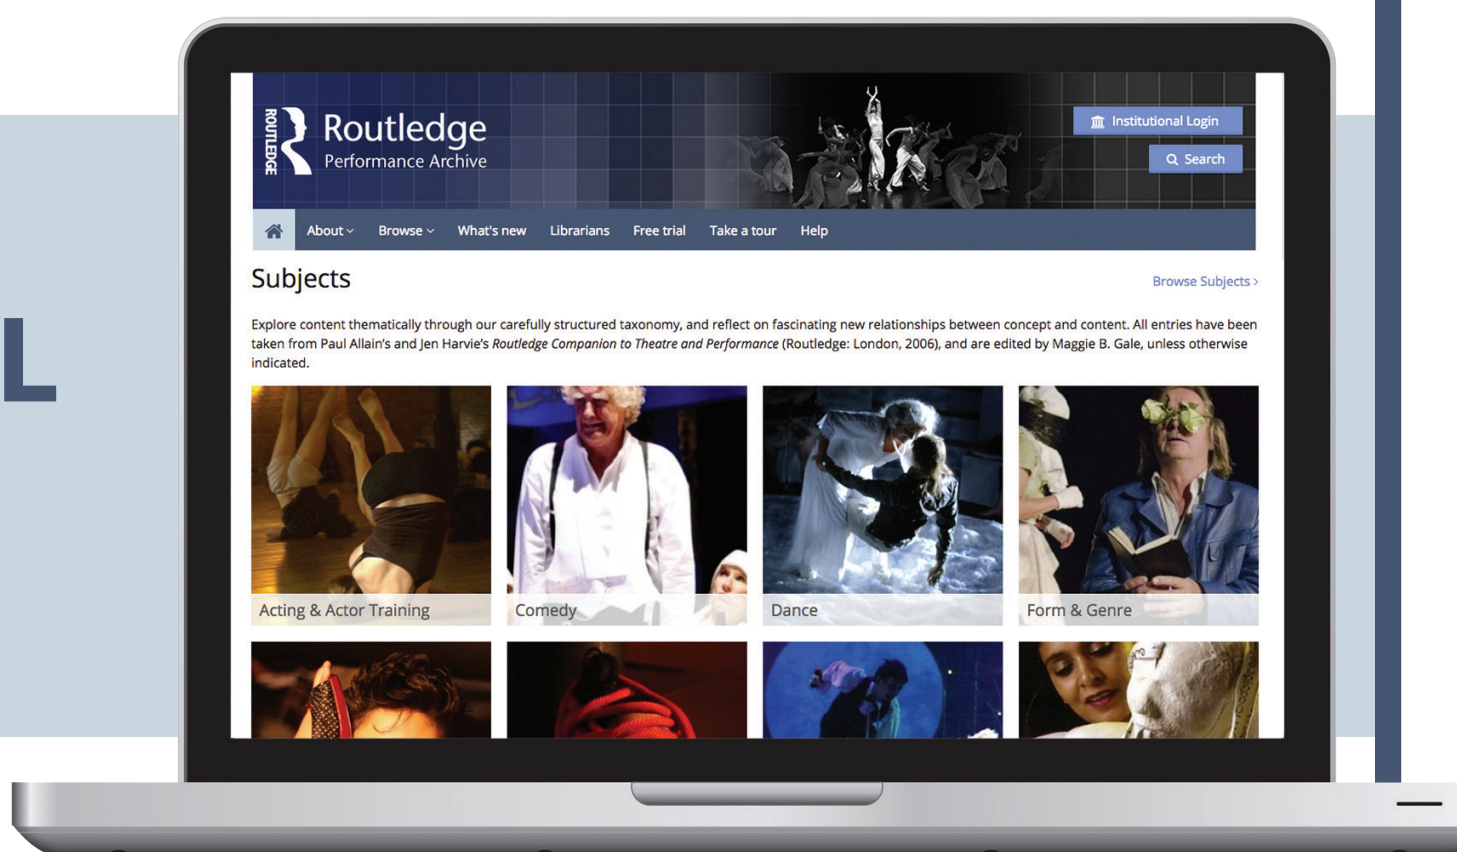 ROUTLEDGE
Routledge
Performance Archive
Institutional Login
Search
About
Browse
What's new
Librarians
Free trial
Take a tour
Help
Subjects
Browse Subjects >
Explore content thematically through our carefully structured taxonomy, and reflect on fascinating new relationships between concept and content. All entries have been
taken from Paul Allain's and Jen Harvie's Routledge Companion to Theatre and Performance (Routledge: London, 2006), and are edited by Maggie B. Gale, unless otherwise
indicated.
L
Acting & Actor Training
Comedy
Dance
Form & Genre